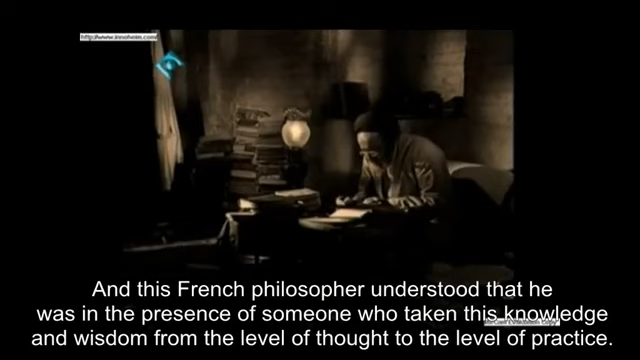 http://www.innoheim.com/
And this French philosopher understood that he
was in the presence of someone who taken this knowledge
and wisdom from the level of thought to the level of practice.